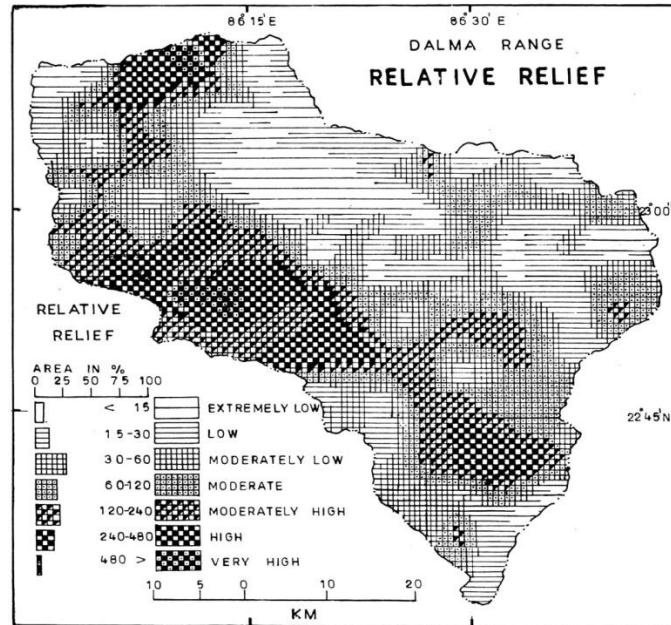 86°15'
86°30'E
DALMA RANGE
RELATIVE RELIEF
2°00'
RELATIVE
RELIEF
AREA IN %
0 25 50 75 100
< 15 EXTREMELY LOW
15-30 LOW
30-60 MODERATELY LOW
60-120 MODERATE
120-240 MODERATELY HIGH
240-480 HIGH
480 > VERY HIGH
22°45'N
10 5 0 10 20
KM